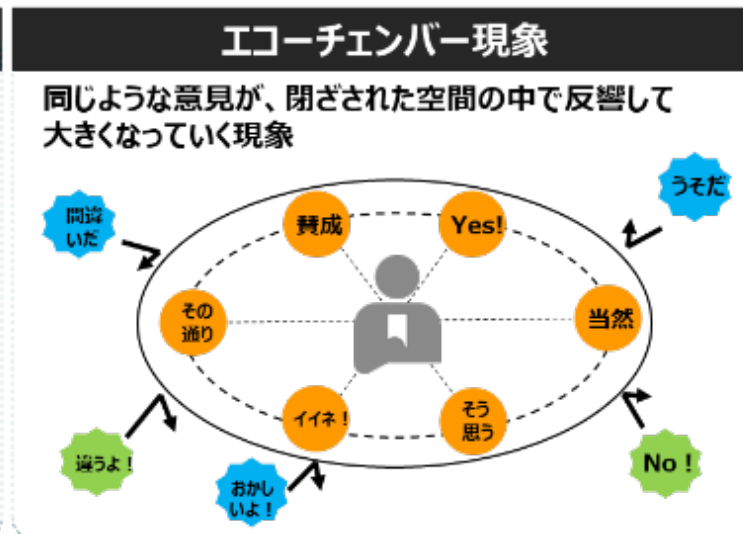 エコーチェンバー現象
同じような意見が、閉ざされた空間の中で反響して
大きくなっていく現象
うそだ
間違
いだ
賛成
Yes!
その
通り
当然
イイネ！
そう
思う
違うよ！
おかし
いよ！
No！